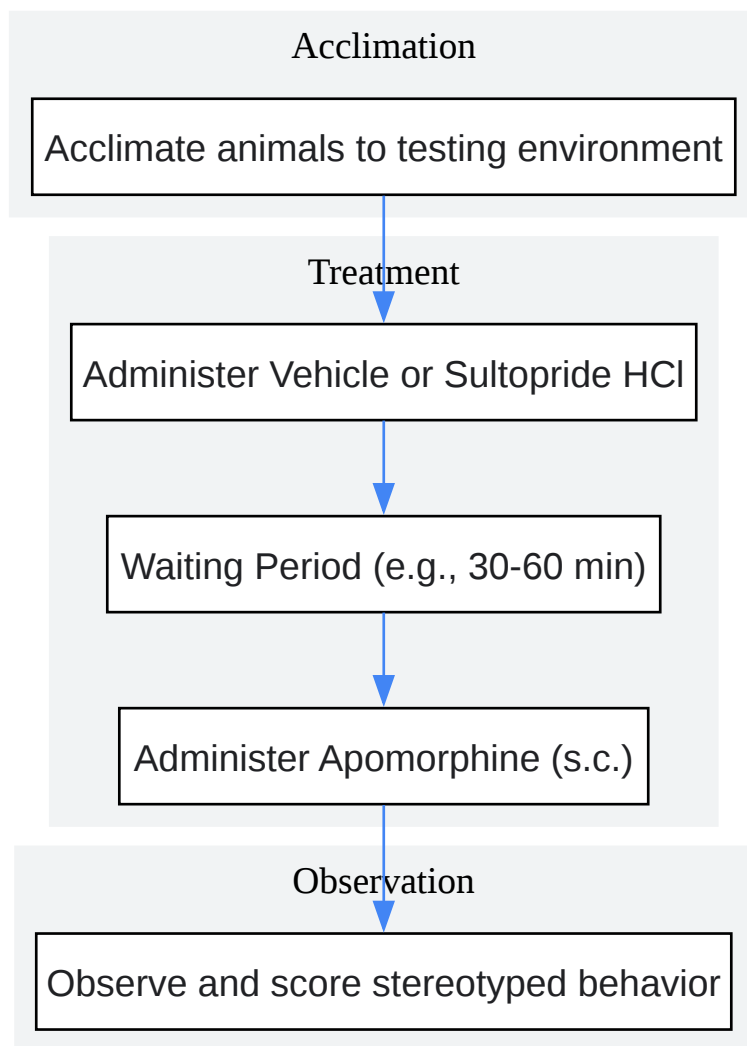 Acclimation
Acclimate animals to testing environment
Treatment
Administer Vehicle or Sultopride HCl
Waiting Period (e.g., 30-60 min)
Administer Apomorphine (s.c.)
Observation
Observe and score stereotyped behavior